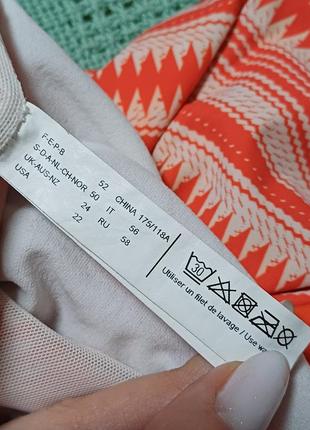 F-E-P-B 52 CHINA 175/118A
S-D-A-NL-CH-NOR 50 IT 56
UK-AUS-NZ 24 RU 58
USA 22
30
Utiliser un filet de lavage / Use wa